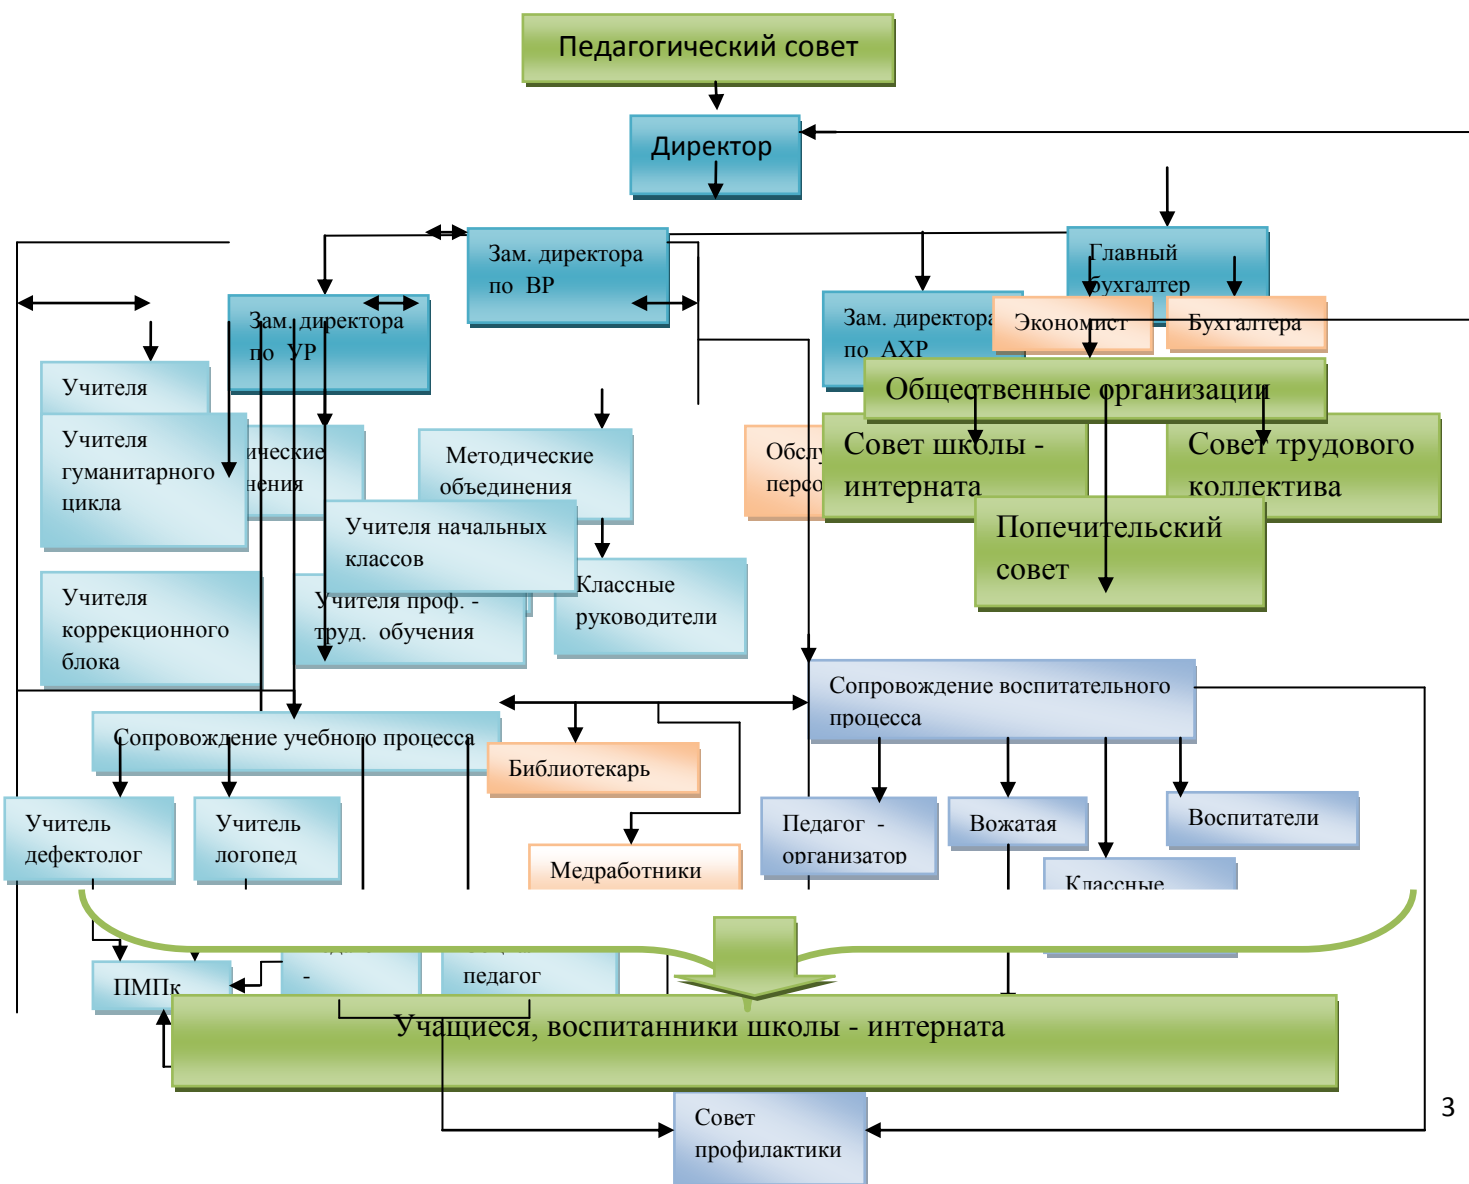 Педагогический совет
Директор
Зам. директора
по ВР
Главный
бухгалтер
Зам. директора
по УР
Зам. директора
по АХР
Экономист
Бухгалтера
Учителя
Общественные организации
Учителя
гуманитарного
цикла
Методические
объединения
Совет школы -
интерната
Совет трудового
коллектива
Учителя начальных
классов
Попечительский
совет
Учителя
коррекционного
блока
Учителя проф. -
труд. обучения
Классные
руководители
Сопровождение воспитательного
процесса
Сопровождение учебного процесса
Библиотекарь
Учитель
дефектолог
Учитель
логопед
Медработники
Педагог -
организатор
Вожатая
Воспитатели
Классные
ПМПк
-
педагог
Учащиеся, воспитанники школы - интерната
Совет
профилактики
3